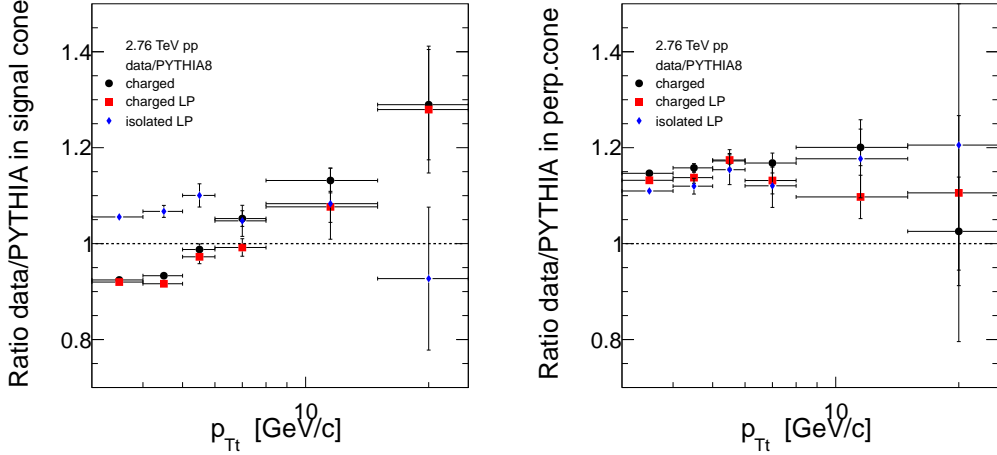 Ratio data/PYTHIA in signal cone
1.4
1.2
1
0.8
2.76 TeV pp
data/PYTHIA8
charged
charged LP
isolated LP
10
p_Tt [GeV/c]
Ratio data/PYTHIA in perp.cone
1.4
1.2
1
0.8
2.76 TeV pp
data/PYTHIA8
charged
charged LP
isolated LP
10
p_Tt [GeV/c]